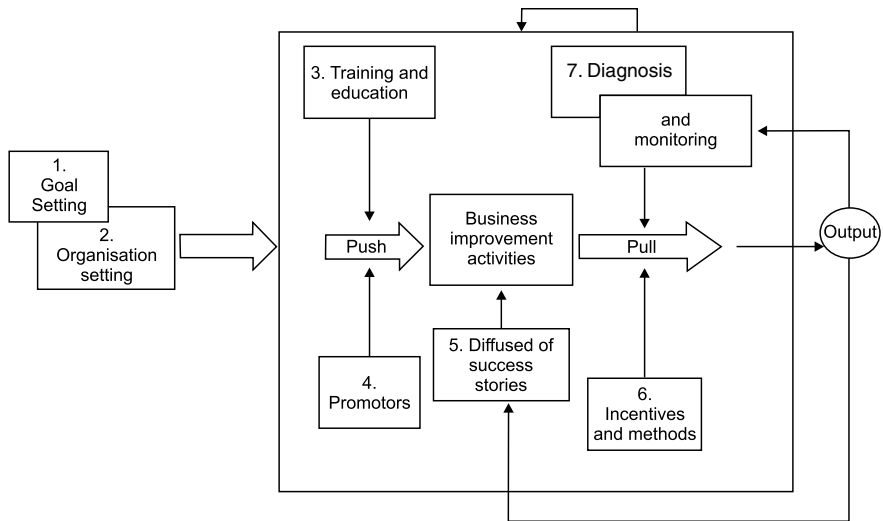 1.
Goal
Setting
2.
Organisation
setting
3. Training and
education
Push
4.
Promotors
Business
improvement
activities
5. Diffused of
success
stories
7. Diagnosis
and
monitoring
Pull
6.
Incentives
and methods
Output